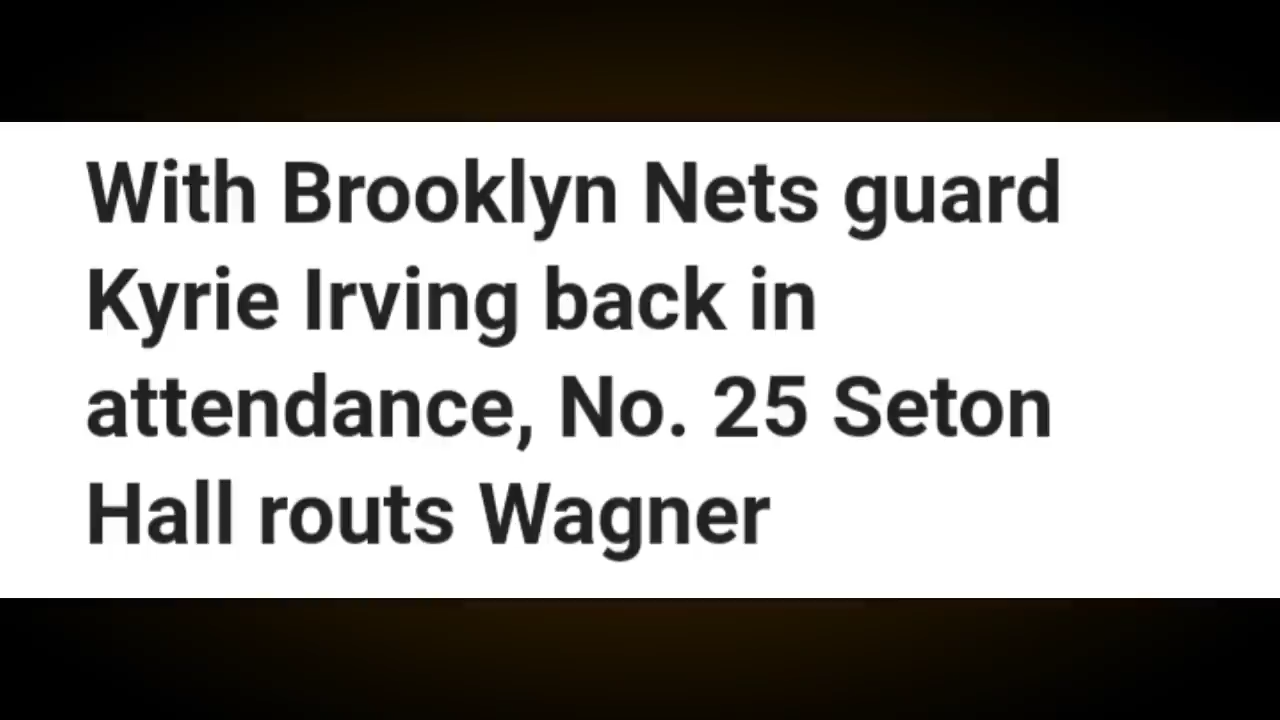 With Brooklyn Nets guard
Kyrie Irving back in
attendance, No. 25 Seton
Hall routs Wagner